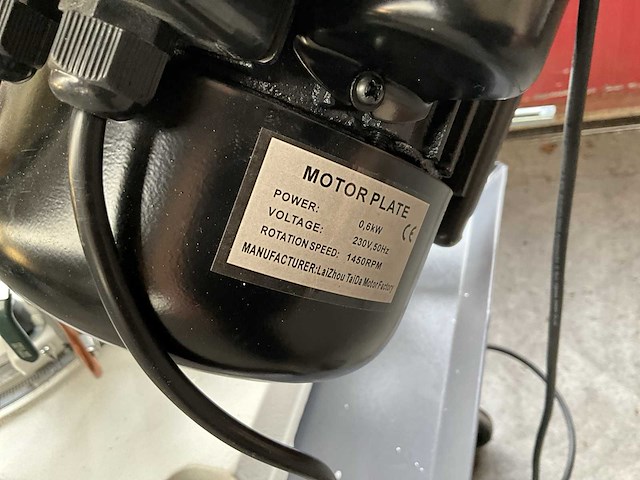 MOTOR PLATE
POWER: 0,6kW
VOLTAGE: 230V,50Hz CE
ROTATION SPEED: 1450RPM
MANUFACTURER:LaiZhou TaiDa Motor Factory